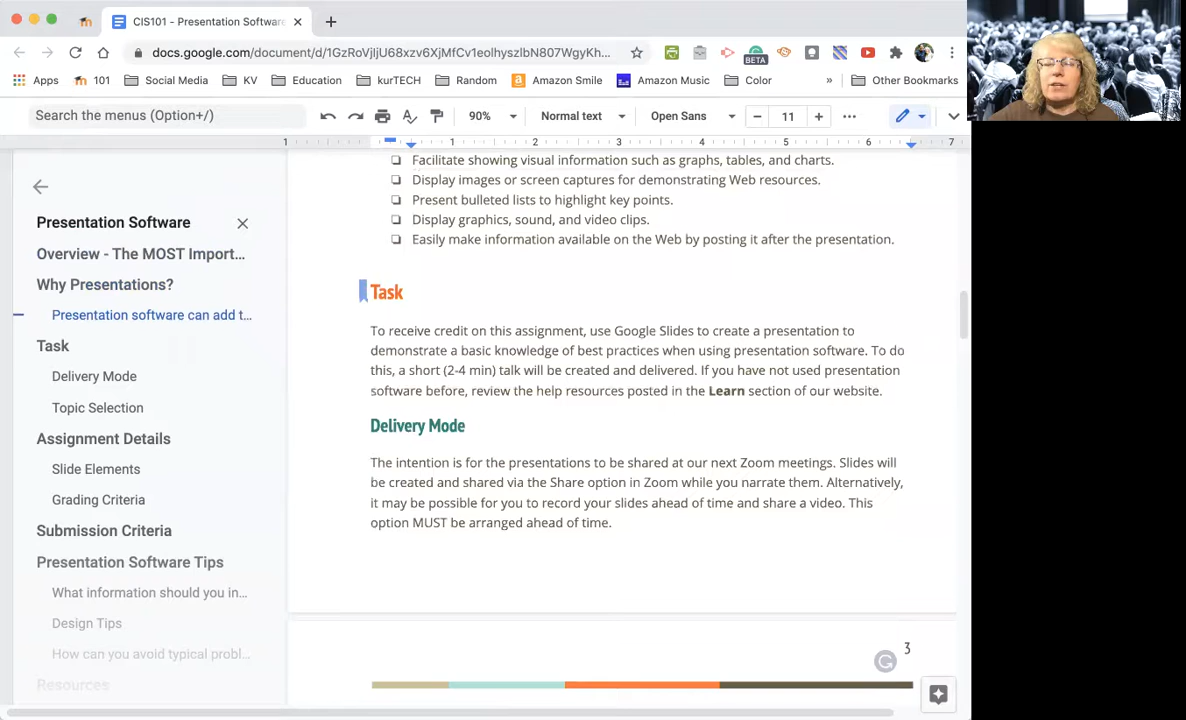 CIS101 - Presentation Software
docs.google.com/document/d/1GzRoVjljU68xzv6XjMfCv1eolhyszlbN807WgyKh...
BETA
Apps
101
Social Media
KV
Education
kurTECH
Random
Amazon Smile
Amazon Music
Color
»
Other Bookmarks
Search the menus (Option+/)
90%
Normal text
Open Sans
11
1 1 2 3 4 5 6 7
Presentation Software
Overview - The MOST Import...
Why Presentations?
Presentation software can add t...
Task
Delivery Mode
Topic Selection
Assignment Details
Slide Elements
Grading Criteria
Submission Criteria
Presentation Software Tips
What information should you in...
Design Tips
How can you avoid typical probl...
Resources
Facilitate showing visual information such as graphs, tables, and charts.
Display images or screen captures for demonstrating Web resources.
Present bulleted lists to highlight key points.
Display graphics, sound, and video clips.
Easily make information available on the Web by posting it after the presentation.
Task
To receive credit on this assignment, use Google Slides to create a presentation to
demonstrate a basic knowledge of best practices when using presentation software. To do
this, a short (2-4 min) talk will be created and delivered. If you have not used presentation
software before, review the help resources posted in the Learn section of our website.
Delivery Mode
The intention is for the presentations to be shared at our next Zoom meetings. Slides will
be created and shared via the Share option in Zoom while you narrate them. Alternatively,
it may be possible for you to record your slides ahead of time and share a video. This
option MUST be arranged ahead of time.
3